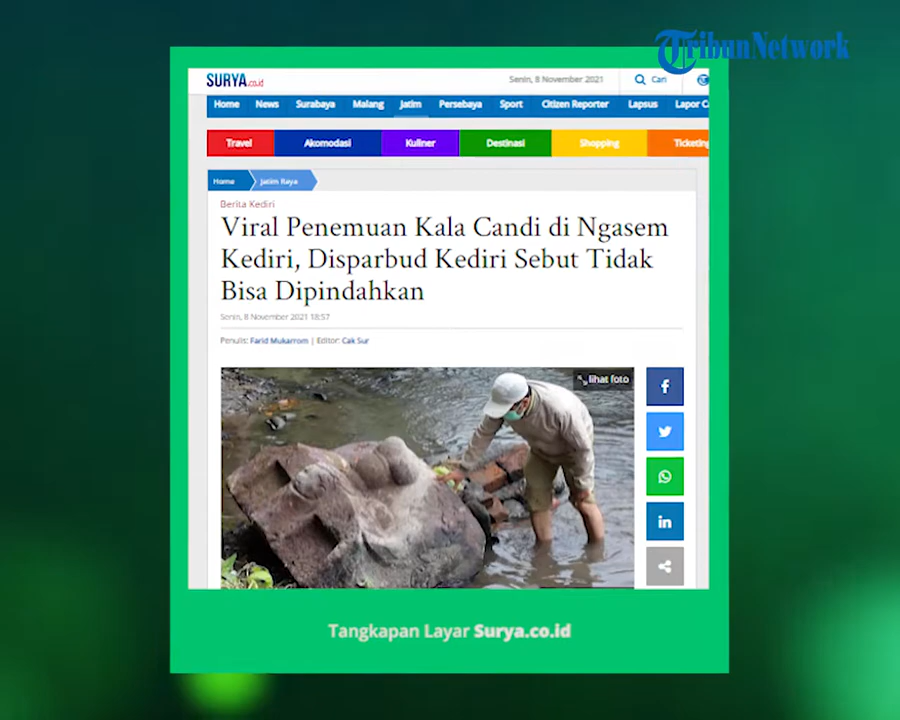 TribunNetwork
SURYA.co.id
Senin, 8 November 2021
Cari
Home News Surabaya Malang Jatim Persebaya Sport Citizen Reporter Lapsus Lapor C
Travel Akomodasi Kuliner Destinasi Shopping Ticketing
Home Jatim Raya
Berita Kediri
Viral Penemuan Kala Candi di Ngasem
Kediri, Disparbud Kediri Sebut Tidak
Bisa Dipindahkan
Senin, 8 November 2021 18:57
Penulis: Farid Mukarrom | Editor: Cak Sur
lihat foto
Tangkapan Layar Surya.co.id